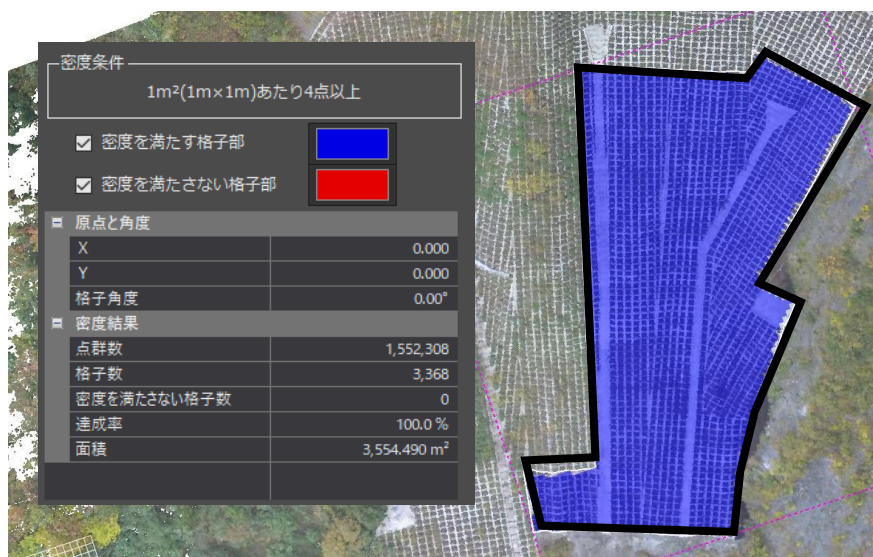 密度条件
1m²(1m×1m)あたり4点以上
密度を満たす格子部
密度を満たさない格子部
原点と角度
X 0.000
Y 0.000
格子角度 0.00°
密度結果
点群数 1,552,308
格子数 3,368
密度を満たさない格子数 0
達成率 100.0 %
面積 3,554.490 m²